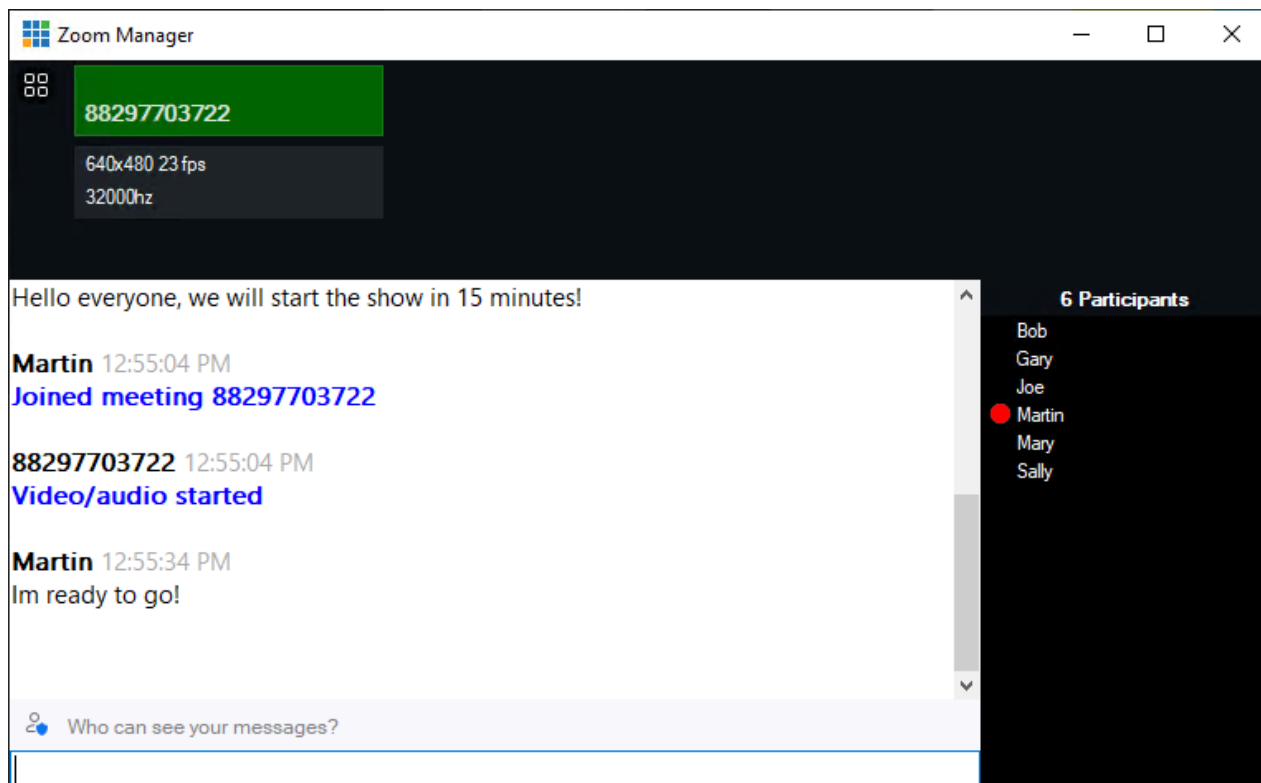 Zoom Manager
88297703722
640x480 23 fps
32000hz
Hello everyone, we will start the show in 15 minutes!
Martin 12:55:04 PM
Joined meeting 88297703722
88297703722 12:55:04 PM
Video/audio started
Martin 12:55:34 PM
Im ready to go!
Who can see your messages?
6 Participants
Bob
Gary
Joe
Martin
Mary
Sally